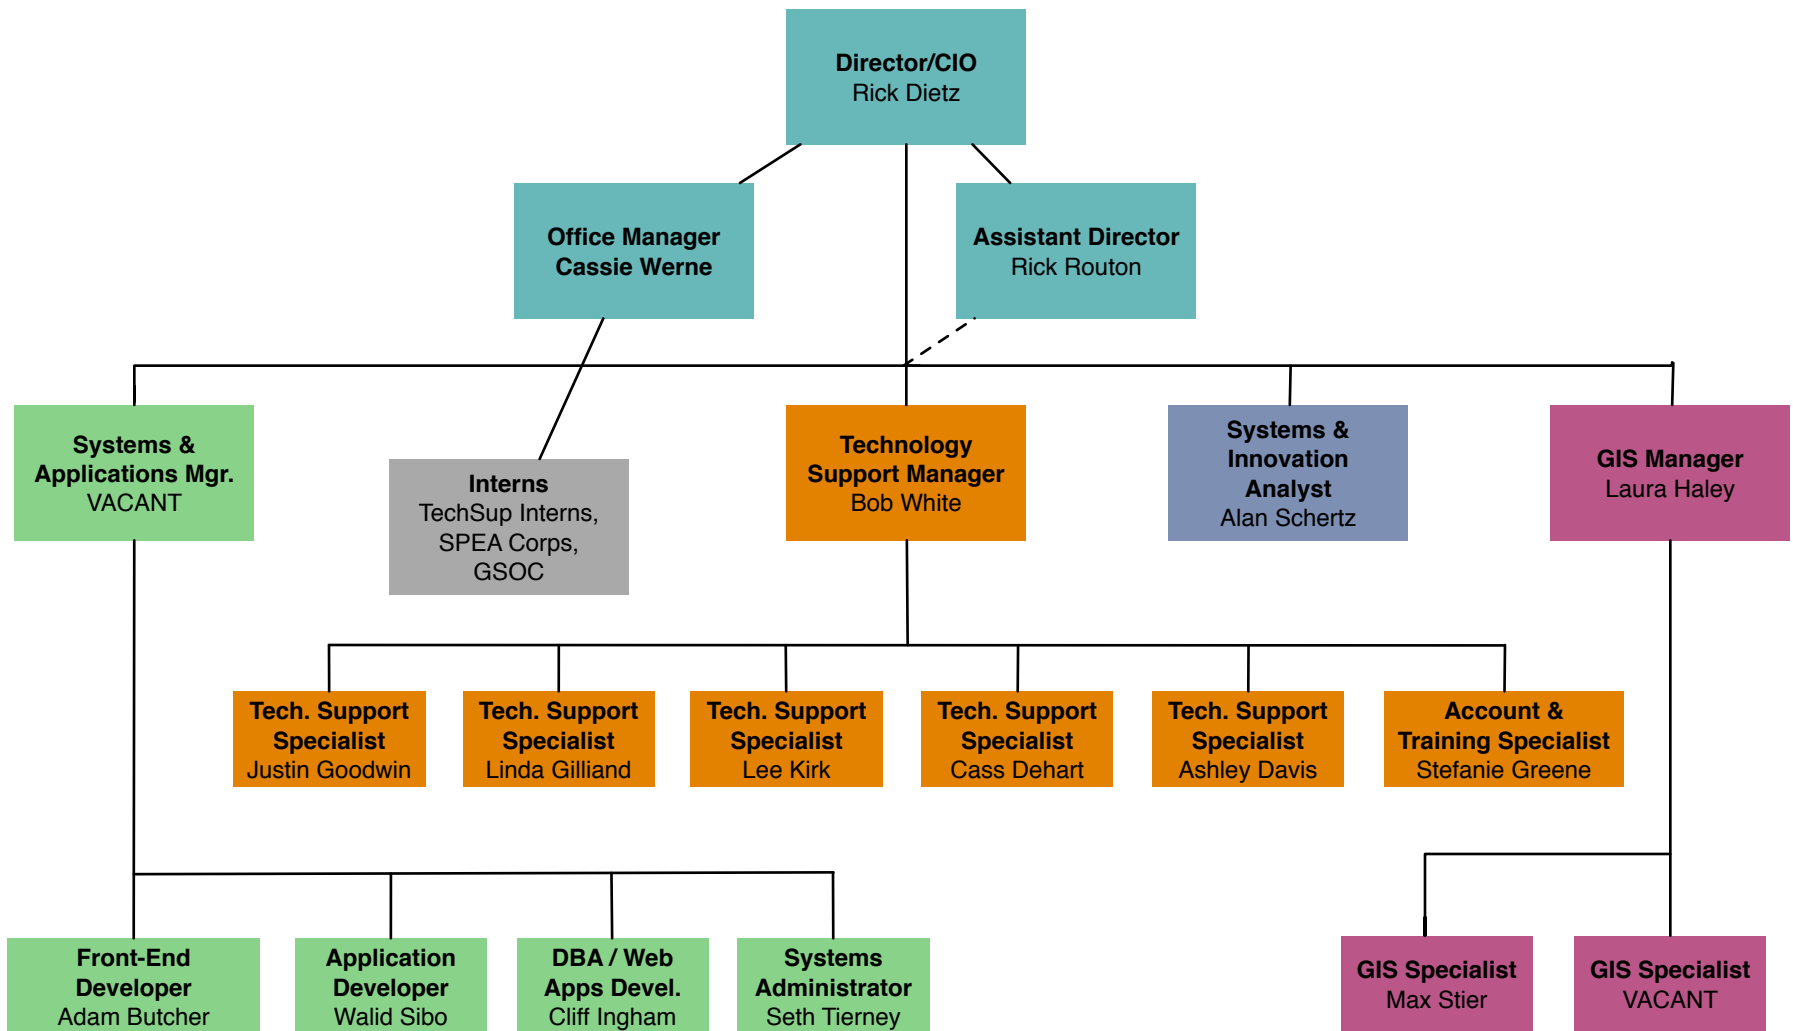 Director/CIO
Rick Dietz
Office Manager
Cassie Werne
Assistant Director
Rick Routon
Systems &
Applications Mgr.
VACANT
Interns
TechSup Interns,
SPEA Corps,
GSOC
Technology
Support Manager
Bob White
Systems &
Innovation
Analyst
Alan Schertz
GIS Manager
Laura Haley
Tech. Support
Specialist
Justin Goodwin
Tech. Support
Specialist
Linda Gilliand
Tech. Support
Specialist
Lee Kirk
Tech. Support
Specialist
Cass Dehart
Tech. Support
Specialist
Ashley Davis
Account &
Training Specialist
Stefanie Greene
Front-End
Developer
Adam Butcher
Application
Developer
Walid Sibo
DBA / Web
Apps Devel.
Cliff Ingham
Systems
Administrator
Seth Tierney
GIS Specialist
Max Stier
GIS Specialist
VACANT